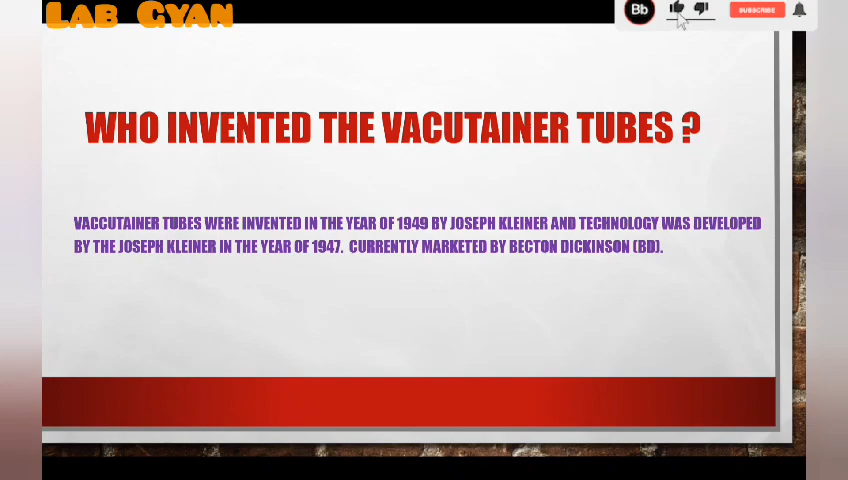 Lab Gyan
Bb
SUBSCRIBE
WHO INVENTED THE VACUTAINER TUBES ?
VACCUTAINER TUBES WERE INVENTED IN THE YEAR OF 1949 BY JOSEPH KLEINER AND TECHNOLOGY WAS DEVELOPED
BY THE JOSEPH KLEINER IN THE YEAR OF 1947. CURRENTLY MARKETED BY BECTON DICKINSON (BD).